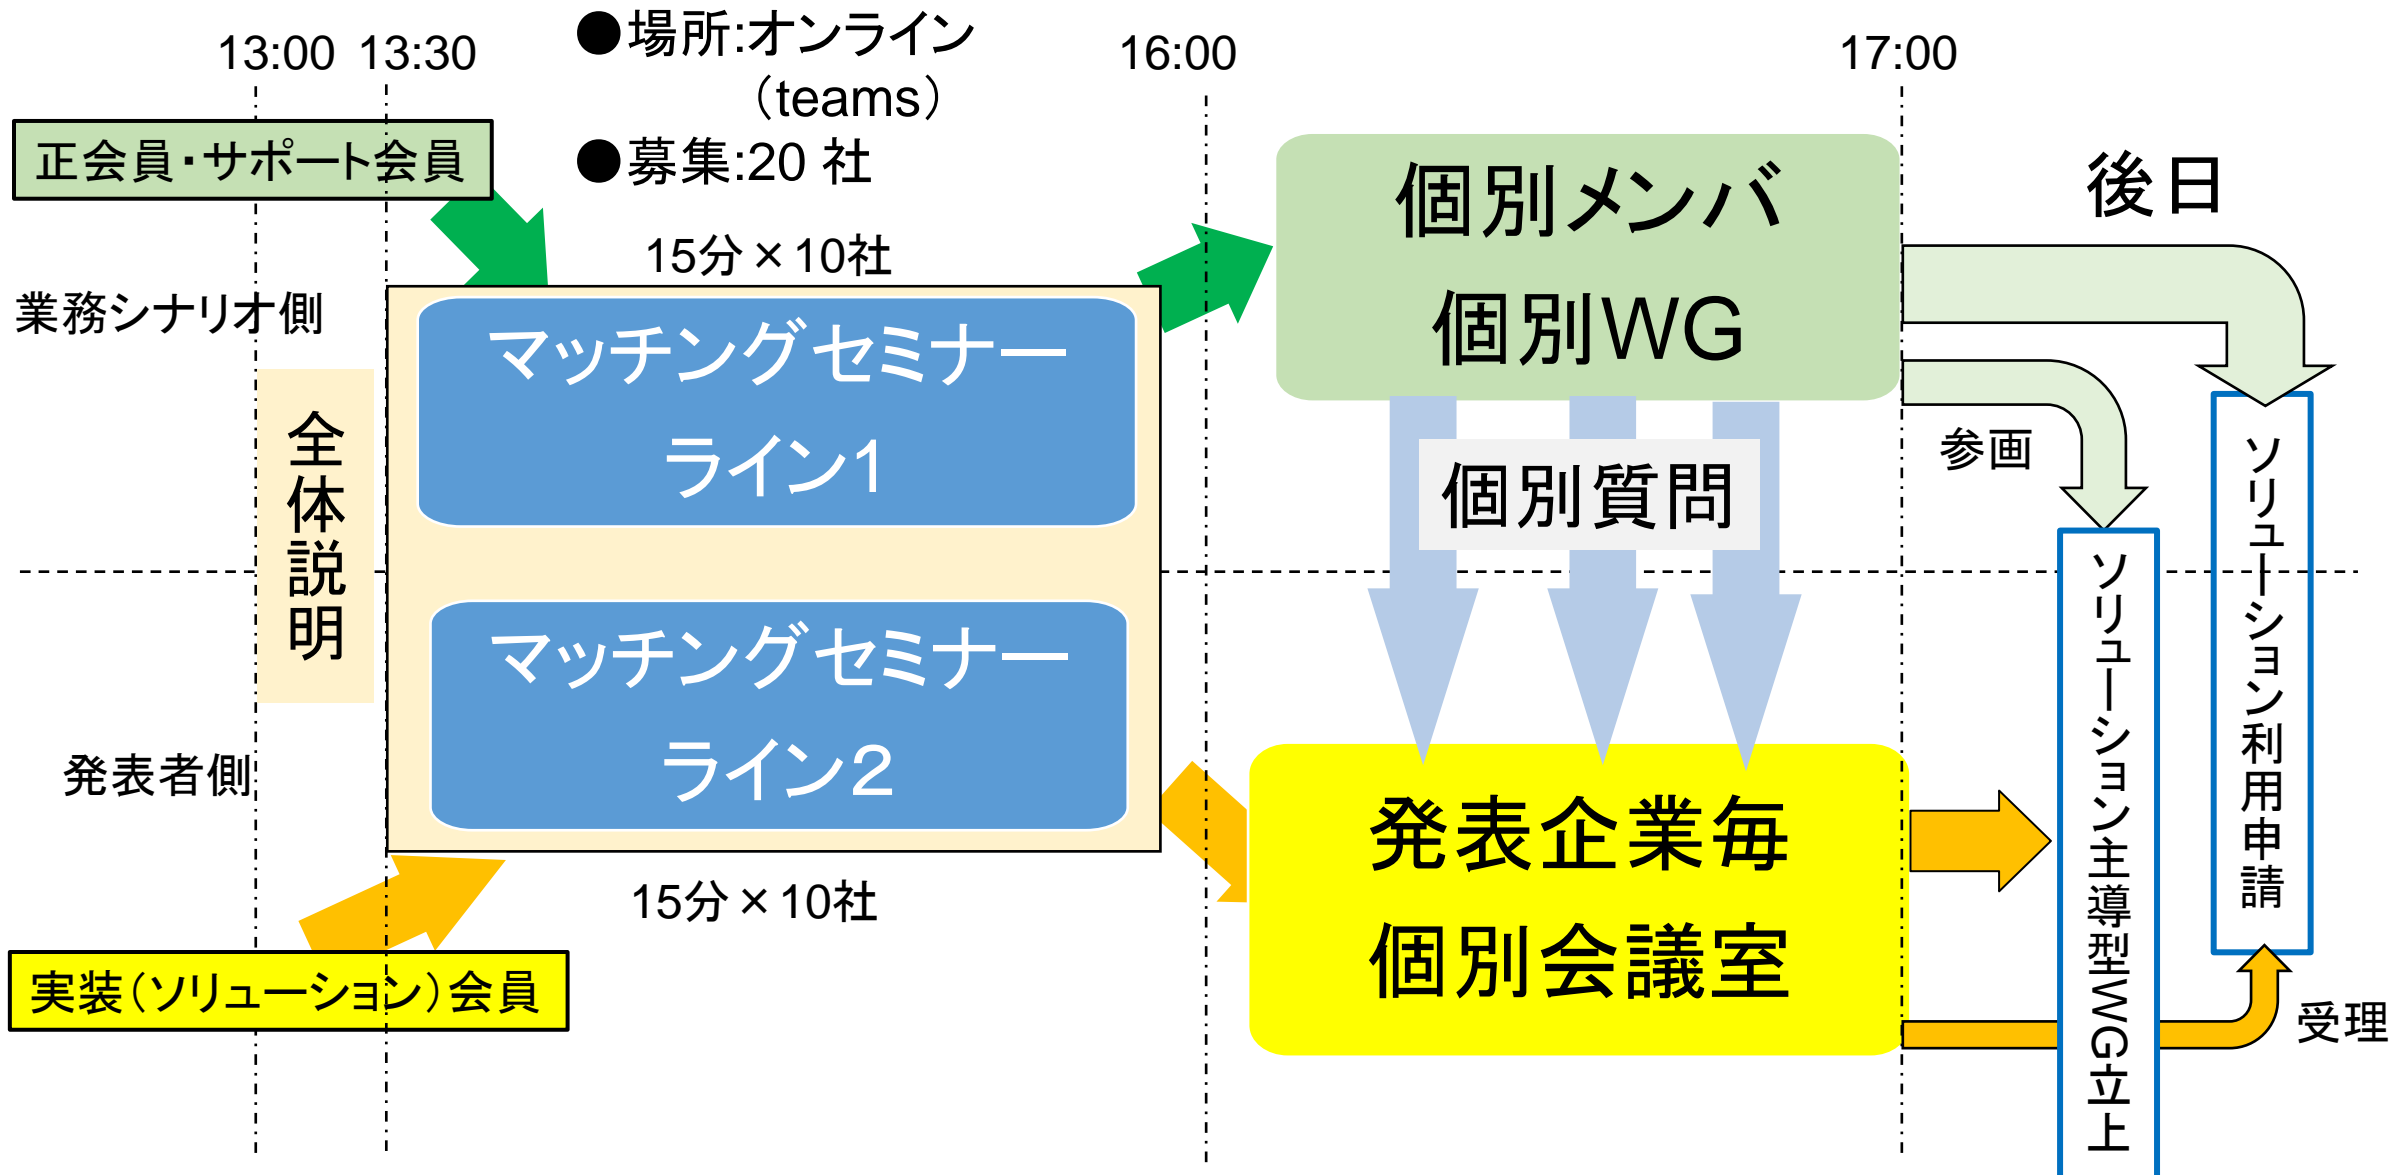 13:00
13:30
●場所:オンライン
（teams）
●募集:20 社
16:00
17:00
正会員・サポート会員
15分×10社
業務シナリオ側
マッチングセミナー
ライン1
全体説明
マッチングセミナー
ライン2
発表者側
15分×10社
実装（ソリューション）会員
個別メンバ
個別WG
個別質問
発表企業毎
個別会議室
後日
参画
ソリューション利用申請
ソリューション主導型WG立上
受理